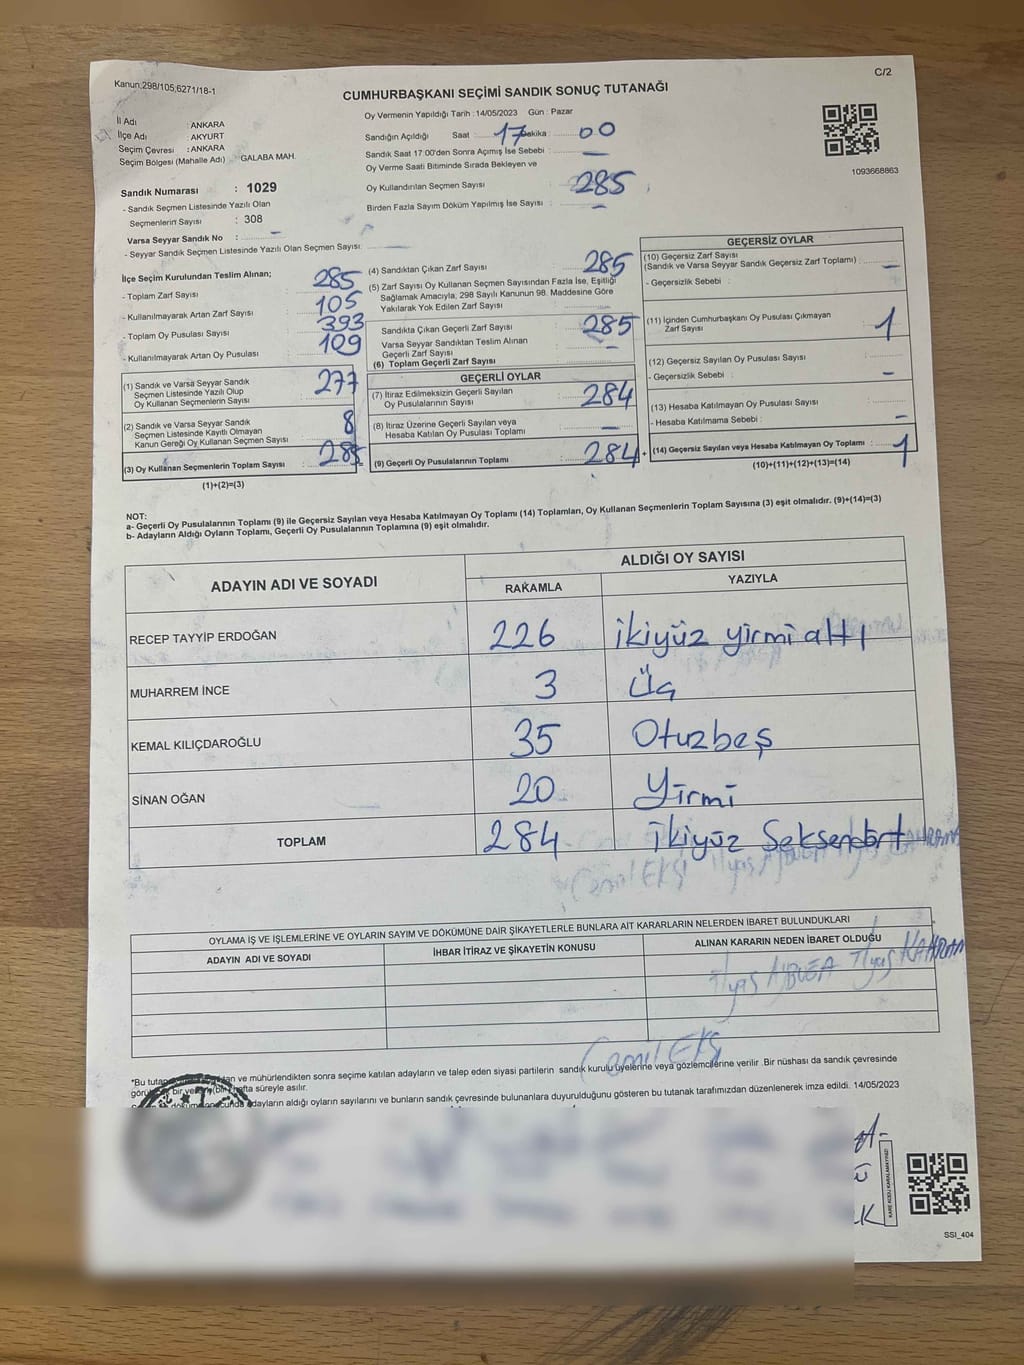 Kanun;298/105;6271/18-1
C/2
CUMHURBAŞKANI SEÇİMİ SANDIK SONUÇ TUTANAĞI
İl Adı : ANKARA
İlçe Adı : AKYURT
Seçim Çevresi : ANKARA
Seçim Bölgesi (Mahalle Adı) : GALABA MAH.
Sandık Numarası : 1029
- Sandık Seçmen Listesinde Yazılı Olan
Seçmenlerin Sayısı : 308
Varsa Seyyar Sandık No : –
- Seyyar Sandık Seçmen Listesinde Yazılı Olan Seçmen Sayısı:
Oy Vermenin Yapıldığı Tarih : 14/05/2023 Gün : Pazar
Sandığın Açıldığı Saat : 17 Dakika : 00
Sandık Saat 17:00'den Sonra Açımış İse Sebebi : –
Oy Verme Saati Bitiminde Sırada Bekleyen ve
Oy Kullandırılan Seçmen Sayısı : 285
Birden Fazla Sayım Döküm Yapılmış İse Sayısı : –
1093668863
İlçe Seçim Kurulundan Teslim Alınan;
- Toplam Zarf Sayısı : 285
- Kullanılmayarak Artan Zarf Sayısı : 105
- Toplam Oy Pusulası Sayısı : 393
- Kullanılmayarak Artan Oy Pusulası : 109
(1) Sandık ve Varsa Seyyar Sandık
Seçmen Listesinde Yazılı Olup
Oy Kullanan Seçmenlerin Sayısı : 277
(2) Sandık ve Varsa Seyyar Sandık
Seçmen Listesinde Kayıtlı Olmayan
Kanun Gereği Oy Kullanan Seçmen Sayısı : 8
(3) Oy Kullanan Seçmenlerin Toplam Sayısı : 285
(1)+(2)=(3)
(4) Sandıktan Çıkan Zarf Sayısı : 285
(5) Zarf Sayısı Oy Kullanan Seçmen Sayısından Fazla İse, Eşitliği
Sağlamak Amacıyla, 298 Sayılı Kanunun 98. Maddesine Göre
Yakılarak Yok Edilen Zarf Sayısı :
Sandıkta Çıkan Geçerli Zarf Sayısı : 285
Varsa Seyyar Sandıktan Teslim Alınan
Geçerli Zarf Sayısı : –
(6) Toplam Geçerli Zarf Sayısı :
GEÇERLİ OYLAR
(7) İtiraz Edilmeksizin Geçerli Sayılan
Oy Pusulalarının Sayısı : 284
(8) İtiraz Üzerine Geçerli Sayılan veya
Hesaba Katılan Oy Pusulası Toplamı : –
(9) Geçerli Oy Pusulalarının Toplamı : 284 +
GEÇERSİZ OYLAR
(10) Geçersiz Zarf Sayısı
(Sandık ve Varsa Seyyar Sandık Geçersiz Zarf Toplamı) : –
- Geçersizlik Sebebi :
(11) İçinden Cumhurbaşkanı Oy Pusulası Çıkmayan
Zarf Sayısı : 1
(12) Geçersiz Sayılan Oy Pusulası Sayısı :
- Geçersizlik Sebebi : –
(13) Hesaba Katılmayan Oy Pusulası Sayısı :
- Hesaba Katılmama Sebebi : –
(14) Geçersiz Sayılan veya Hesaba Katılmayan Oy Toplamı : 1
(10)+(11)+(12)+(13)=(14)
NOT:
a- Geçerli Oy Pusulalarının Toplamı (9) ile Geçersiz Sayılan veya Hesaba Katılmayan Oy Toplamı (14) Toplamları, Oy Kullanan Seçmenlerin Toplam Sayısına (3) eşit olmalıdır. (9)+(14)=(3)
b- Adayların Aldığı Oyların Toplamı, Geçerli Oy Pusulalarının Toplamına (9) eşit olmalıdır.
ADAYIN ADI VE SOYADI
ALDIĞI OY SAYISI
RAKAMLA YAZIYLA
RECEP TAYYİP ERDOĞAN 226 ikiyüz yirmi altı
MUHARREM İNCE 3 Üç
KEMAL KILIÇDAROĞLU 35 Otuzbeş
SİNAN OĞAN 20 Yirmi
TOPLAM 284 ikiyüz Seksendört
Cemil EKŞİ
OYLAMA İŞ VE İŞLEMLERİNE VE OYLARIN SAYIM VE DÖKÜMÜNE DAİR ŞİKAYETLERLE BUNLARA AİT KARARLARIN NELERDEN İBARET BULUNDUKLARI
ADAYIN ADI VE SOYADI İHBAR İTİRAZ VE ŞİKAYETİN KONUSU ALINAN KARARIN NEDEN İBARET OLDUĞU
İlyas İlyas KAHRAMAN
Cemil EKŞİ
*Bu ve mühürlendikten sonra seçime katılan adayların ve talep eden siyasi partilerin sandık kurulu üyelerine veya gözlemcilerine verilir. Bir nüshası da sandık çevresinde
bir hafta süreyle asılır.
adayların aldığı oyların sayılarını ve bunların sandık çevresinde bulunanlara duyurulduğunu gösteren bu tutanak tarafımızdan düzenlenerek imza edildi. 14/05/2023
KARE KODU KARALAMAYINIZ!
SSI_404